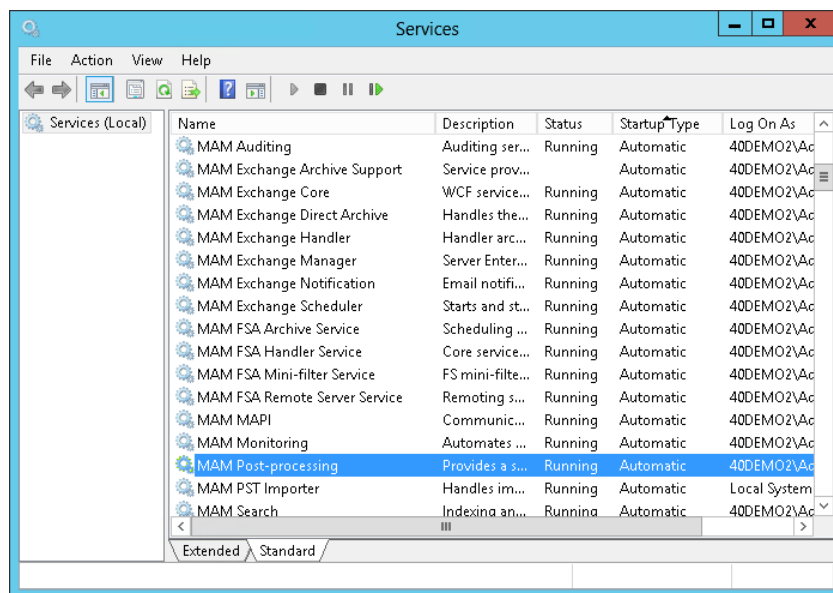 Services
File Action View Help
Services (Local)
Name Description Status Startup Type Log On As
MAM Auditing Auditing ser... Running Automatic 40DEMO2\Ac
MAM Exchange Archive Support Service prov... Automatic 40DEMO2\Ac
MAM Exchange Core WCF service... Running Automatic 40DEMO2\Ac
MAM Exchange Direct Archive Handles the... Running Automatic 40DEMO2\Ac
MAM Exchange Handler Handler arc... Running Automatic 40DEMO2\Ac
MAM Exchange Manager Server Enter... Running Automatic 40DEMO2\Ac
MAM Exchange Notification Email notifi... Running Automatic 40DEMO2\Ac
MAM Exchange Scheduler Starts and st... Running Automatic 40DEMO2\Ac
MAM FSA Archive Service Scheduling ... Running Automatic 40DEMO2\Ac
MAM FSA Handler Service Core service... Running Automatic 40DEMO2\Ac
MAM FSA Mini-filter Service FS mini-filte... Running Automatic 40DEMO2\Ac
MAM FSA Remote Server Service Remoting s... Running Automatic 40DEMO2\Ac
MAM MAPI Communic... Running Automatic 40DEMO2\Ac
MAM Monitoring Automates ... Running Automatic 40DEMO2\Ac
MAM Post-processing Provides a s... Running Automatic 40DEMO2\Ac
MAM PST Importer Handles im... Running Automatic Local System
MAM Search Indexing an... Running Automatic 40DEMO2\Ac
Extended Standard